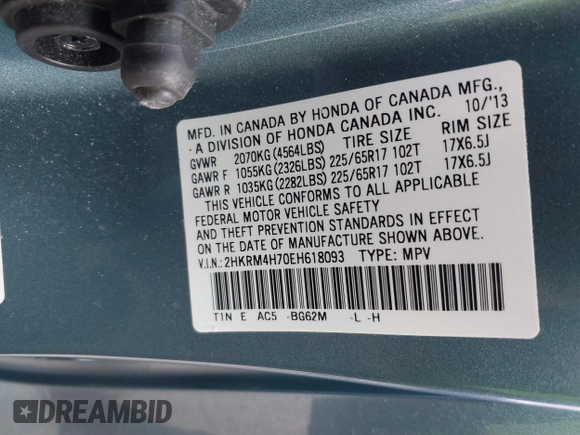 MFD. IN CANADA BY HONDA OF CANADA MFG.,
A DIVISION OF HONDA CANADA INC. 10/'13
GVWR 2070KG(4564LBS) TIRE SIZE RIM SIZE
GAWR F 1055KG(2326LBS) 225/65R17 102T 17X6.5J
GAWR R 1035KG(2282LBS) 225/65R17 102T 17X6.5J
THIS VEHICLE CONFORMS TO ALL APPLICABLE
FEDERAL MOTOR VEHICLE SAFETY
AND THEFT PREVENTION STANDARDS IN EFFECT
ON THE DATE OF MANUFACTURE SHOWN ABOVE.
V.I.N.: 2HKRM4H70EH618093 TYPE: MPV
T1N E AC5 -BG62M -L -H
DREAMBID